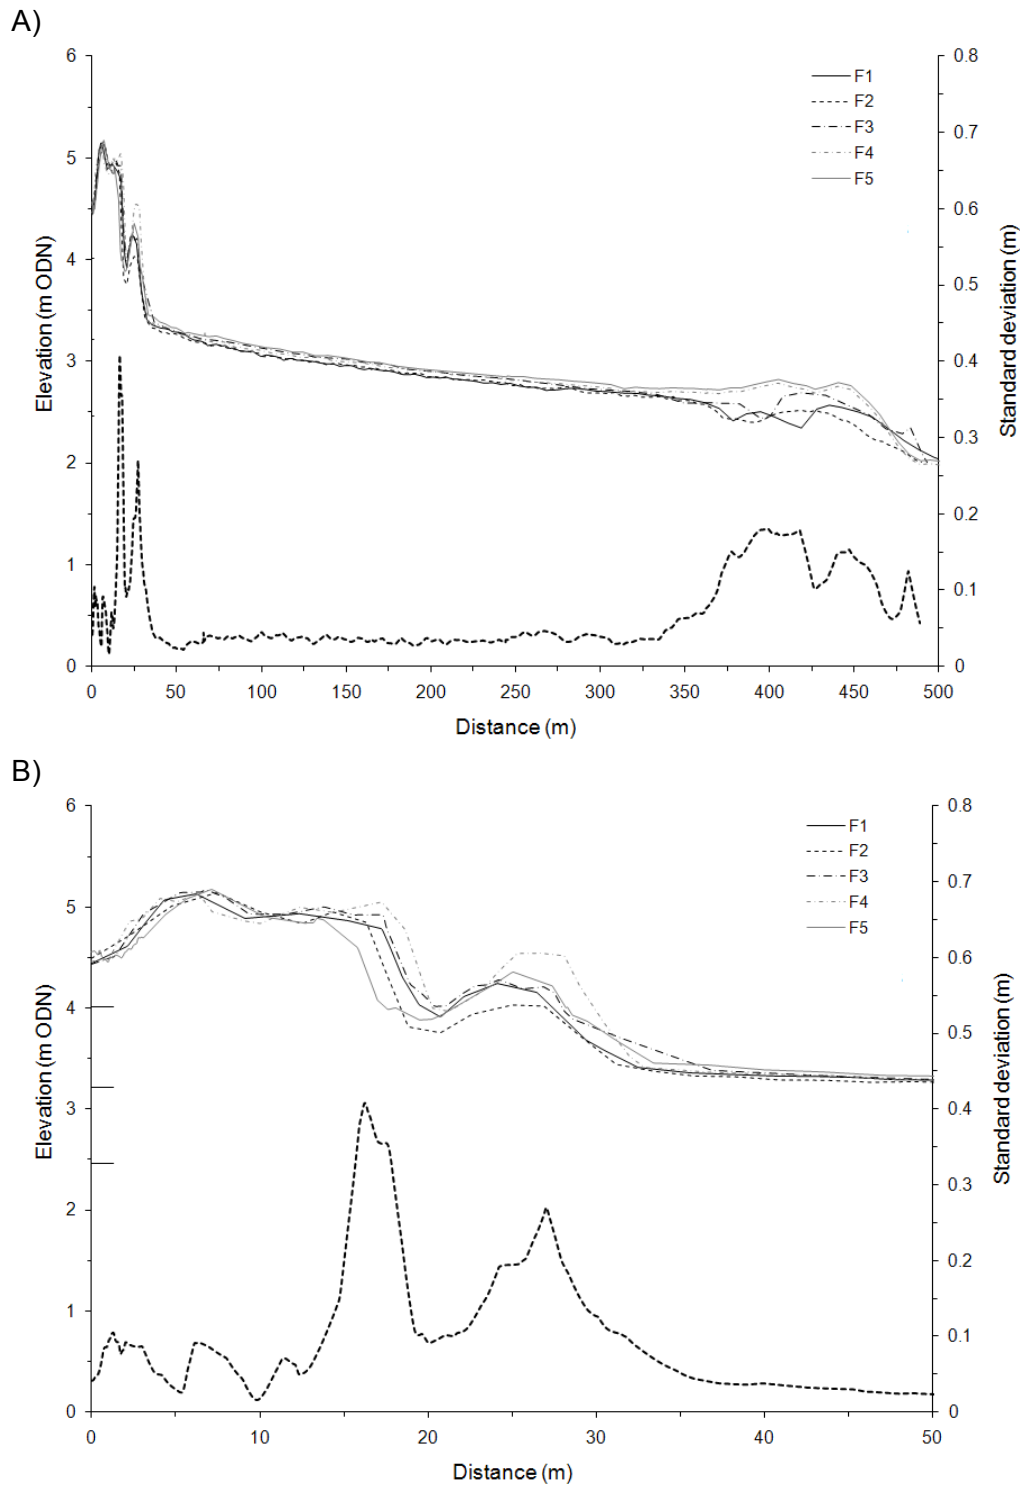 A)
6
5
4
3
2
1
0
Elevation (m ODN)
0.8
0.7
0.6
0.5
0.4
0.3
0.2
0.1
0
Standard deviation (m)
F1
F2
F3
F4
F5
0 50 100 150 200 250 300 350 400 450 500
Distance (m)
B)
6
5
4
3
2
1
0
Elevation (m ODN)
0.8
0.7
0.6
0.5
0.4
0.3
0.2
0.1
0
Standard deviation (m)
F1
F2
F3
F4
F5
0 10 20 30 40 50
Distance (m)